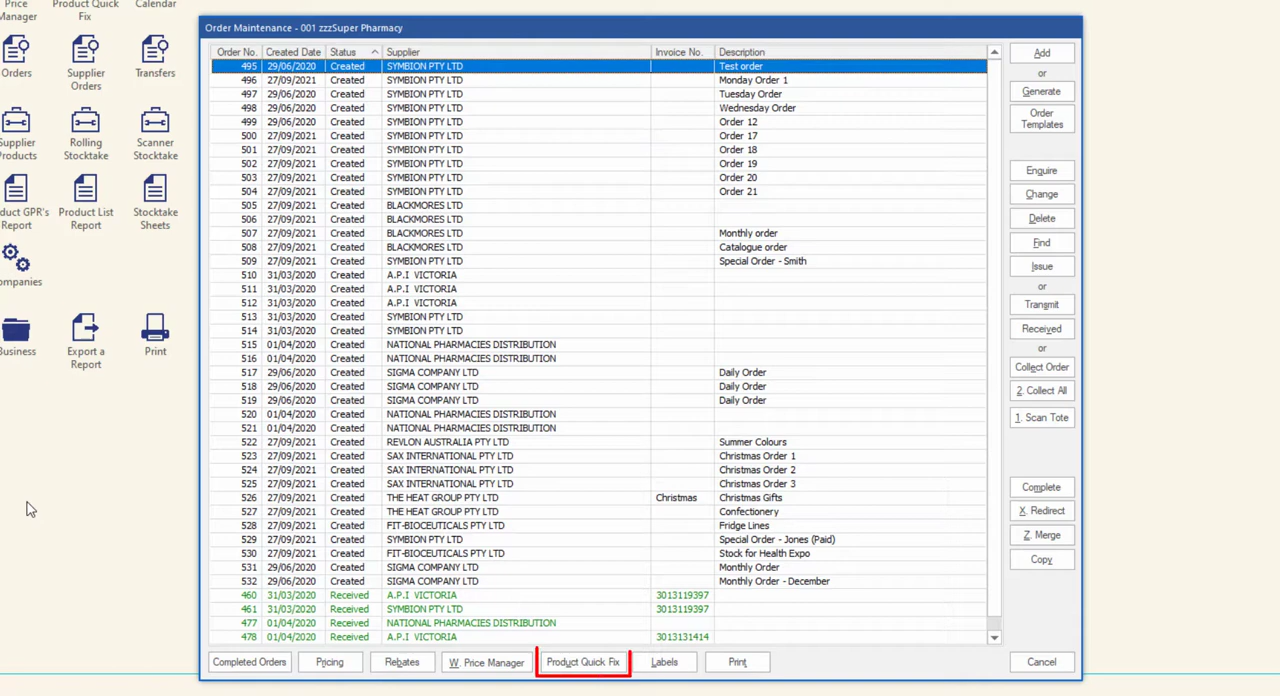 Price
Manager
Product Quick
Fix
Calendar
Orders
Supplier
Orders
Transfers
Supplier
Products
Rolling
Stocktake
Scanner
Stocktake
duct GPR's
Report
Product List
Report
Stocktake
Sheets
ompanies
Business
Export a
Report
Print
Order Maintenance - 001 zzzSuper Pharmacy
Order No. Created Date Status Supplier Invoice No. Description
495 29/06/2020 Created SYMBION PTY LTD Test order
496 27/09/2021 Created SYMBION PTY LTD Monday Order 1
497 29/06/2020 Created SYMBION PTY LTD Tuesday Order
498 29/06/2020 Created SYMBION PTY LTD Wednesday Order
499 29/06/2020 Created SYMBION PTY LTD Order 12
500 27/09/2021 Created SYMBION PTY LTD Order 17
501 27/09/2021 Created SYMBION PTY LTD Order 18
502 27/09/2021 Created SYMBION PTY LTD Order 19
503 27/09/2021 Created SYMBION PTY LTD Order 20
504 27/09/2021 Created SYMBION PTY LTD Order 21
505 27/09/2021 Created BLACKMORES LTD
506 27/09/2021 Created BLACKMORES LTD
507 27/09/2021 Created BLACKMORES LTD Monthly order
508 27/09/2021 Created BLACKMORES LTD Catalogue order
509 27/09/2021 Created SYMBION PTY LTD Special Order - Smith
510 31/03/2020 Created A.P.I VICTORIA
511 31/03/2020 Created A.P.I VICTORIA
512 31/03/2020 Created A.P.I VICTORIA
513 31/03/2020 Created SYMBION PTY LTD
514 31/03/2020 Created SYMBION PTY LTD
515 01/04/2020 Created NATIONAL PHARMACIES DISTRIBUTION
516 01/04/2020 Created NATIONAL PHARMACIES DISTRIBUTION
517 29/06/2020 Created SIGMA COMPANY LTD Daily Order
518 29/06/2020 Created SIGMA COMPANY LTD Daily Order
519 29/06/2020 Created SIGMA COMPANY LTD Daily Order
520 01/04/2020 Created NATIONAL PHARMACIES DISTRIBUTION
521 01/04/2020 Created NATIONAL PHARMACIES DISTRIBUTION
522 27/09/2021 Created REVLON AUSTRALIA PTY LTD Summer Colours
523 27/09/2021 Created SAX INTERNATIONAL PTY LTD Christmas Order 1
524 27/09/2021 Created SAX INTERNATIONAL PTY LTD Christmas Order 2
525 27/09/2021 Created SAX INTERNATIONAL PTY LTD Christmas Order 3
526 27/09/2021 Created THE HEAT GROUP PTY LTD Christmas Christmas Gifts
527 27/09/2021 Created THE HEAT GROUP PTY LTD Confectionery
528 27/09/2021 Created FIT-BIOCEUTICALS PTY LTD Fridge Lines
529 27/09/2021 Created SYMBION PTY LTD Special Order - Jones (Paid)
530 27/09/2021 Created FIT-BIOCEUTICALS PTY LTD Stock for Health Expo
531 29/06/2020 Created SIGMA COMPANY LTD Monthly Order
532 29/06/2020 Created SIGMA COMPANY LTD Monthly Order - December
460 31/03/2020 Received A.P.I VICTORIA 3013119397
461 31/03/2020 Received SYMBION PTY LTD 3013119397
477 01/04/2020 Received NATIONAL PHARMACIES DISTRIBUTION
478 01/04/2020 Received A.P.I VICTORIA 3013131414
Add
or
Generate
Order
Templates
Enquire
Change
Delete
Find
Issue
or
Transmit
Received
or
Collect Order
2. Collect All
1. Scan Tote
Complete
X. Redirect
Z. Merge
Copy
Completed Orders Pricing Rebates W. Price Manager Product Quick Fix Labels Print Cancel